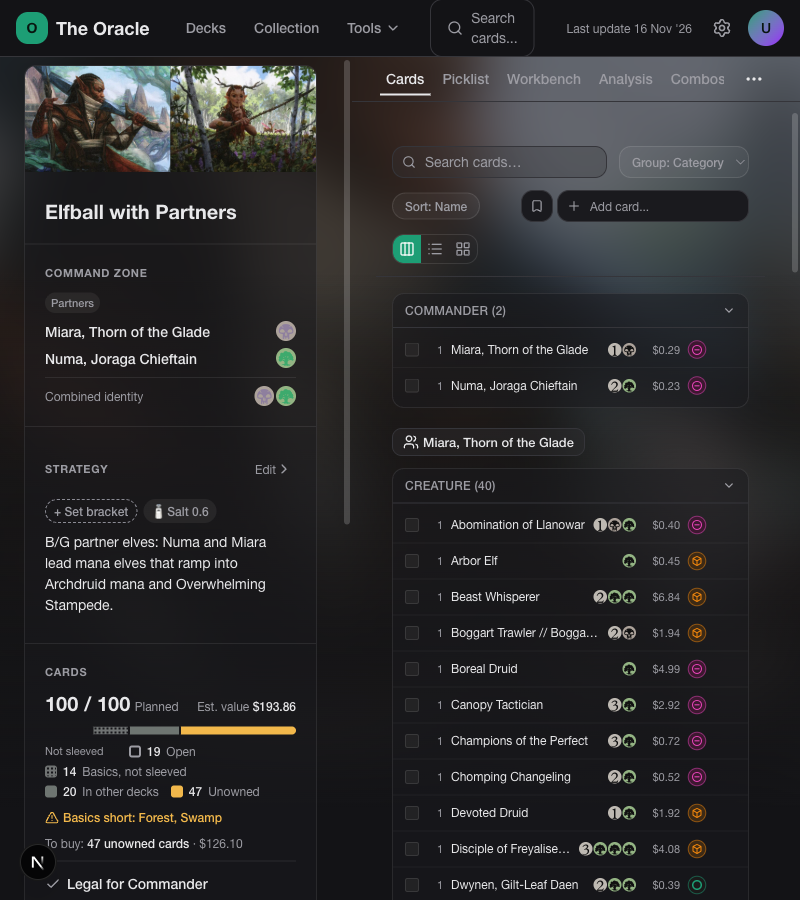 O The Oracle Decks Collection Tools Search cards... Last update 16 Nov '26 U
Cards Picklist Workbench Analysis Combos
Elfball with Partners
COMMAND ZONE
Partners
Miara, Thorn of the Glade
Numa, Joraga Chieftain
Combined identity
STRATEGY Edit
+ Set bracket Salt 0.6
B/G partner elves: Numa and Miara
lead mana elves that ramp into
Archdruid mana and Overwhelming
Stampede.
CARDS
100 / 100 Planned Est. value $193.86
Not sleeved 19 Open
14 Basics, not sleeved
20 In other decks 47 Unowned
Basics short: Forest, Swamp
To buy: 47 unowned cards · $126.10
N
Legal for Commander
Search cards... Group: Category
Sort: Name + Add card...
COMMANDER (2)
1 Miara, Thorn of the Glade 1 $0.29
1 Numa, Joraga Chieftain 2 $0.23
Miara, Thorn of the Glade
CREATURE (40)
1 Abomination of Llanowar 1 $0.40
1 Arbor Elf $0.45
1 Beast Whisperer 2 $6.84
1 Boggart Trawler // Bogga... 2 $1.94
1 Boreal Druid $4.99
1 Canopy Tactician 3 $2.92
1 Champions of the Perfect 3 $0.72
1 Chomping Changeling 2 $0.52
1 Devoted Druid 1 $1.92
1 Disciple of Freyalise... 3 $4.08
1 Dwynen, Gilt-Leaf Daen 2 $0.39